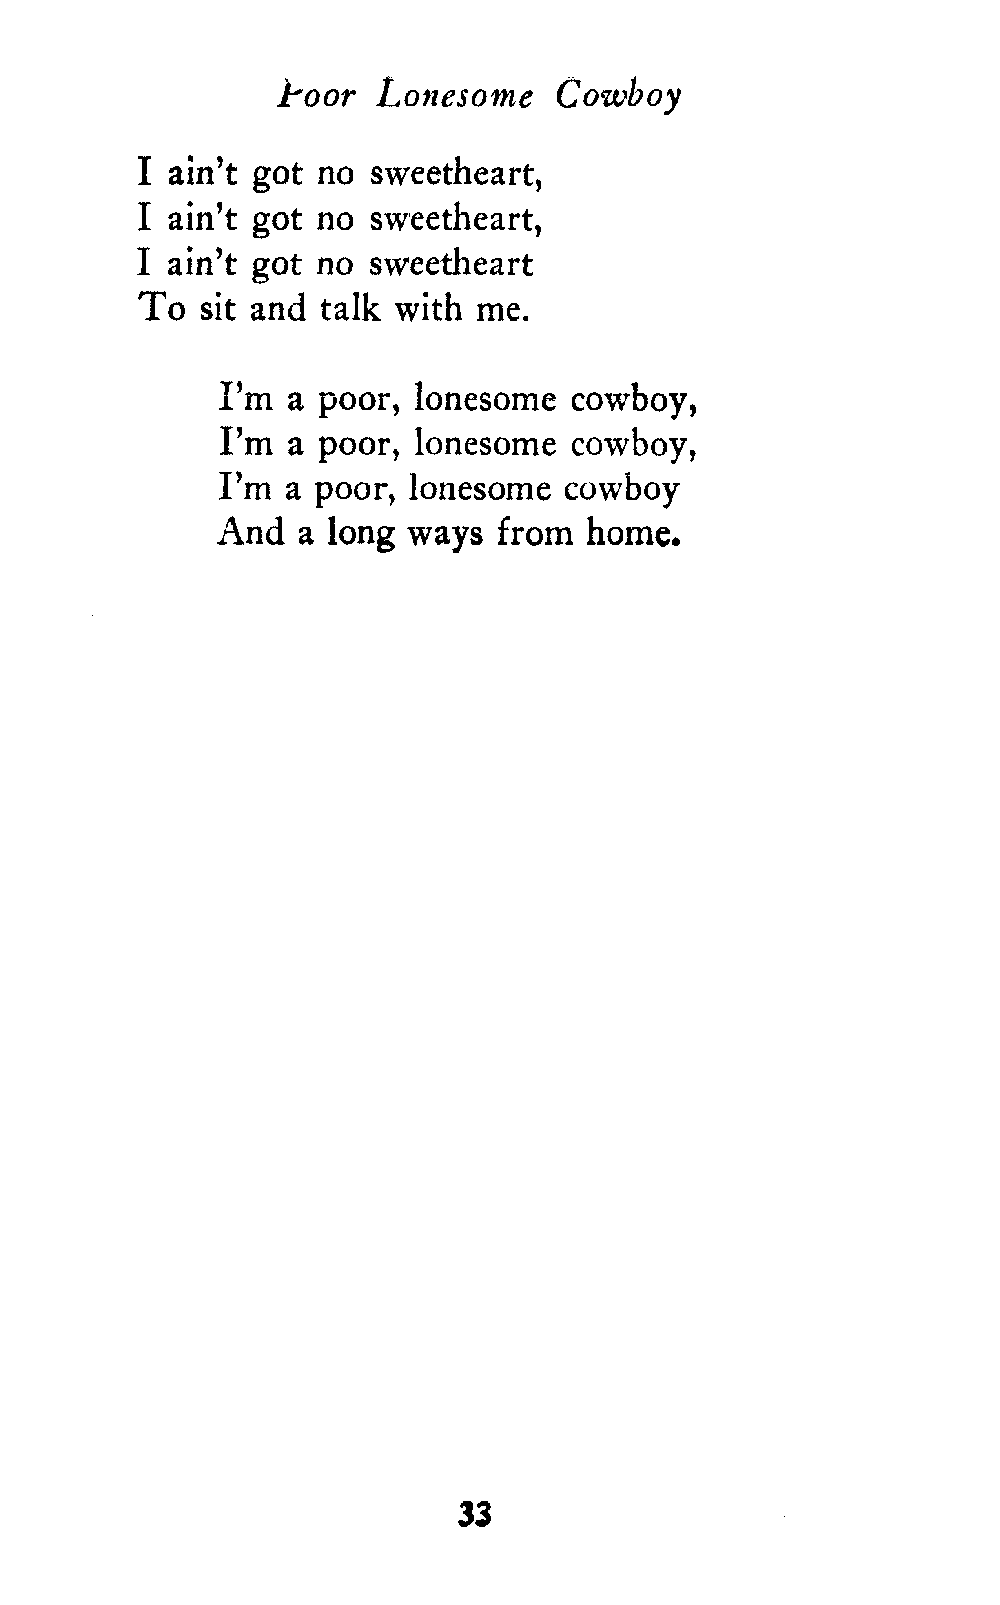 Poor Lonesome Cowboy
I ain't got no sweetheart,
I ain't got no sweetheart,
I ain't got no sweetheart
To sit and talk with me.
I'm a poor, lonesome cowboy,
I'm a poor, lonesome cowboy,
I'm a poor, lonesome cowboy
And a long ways from home.
33